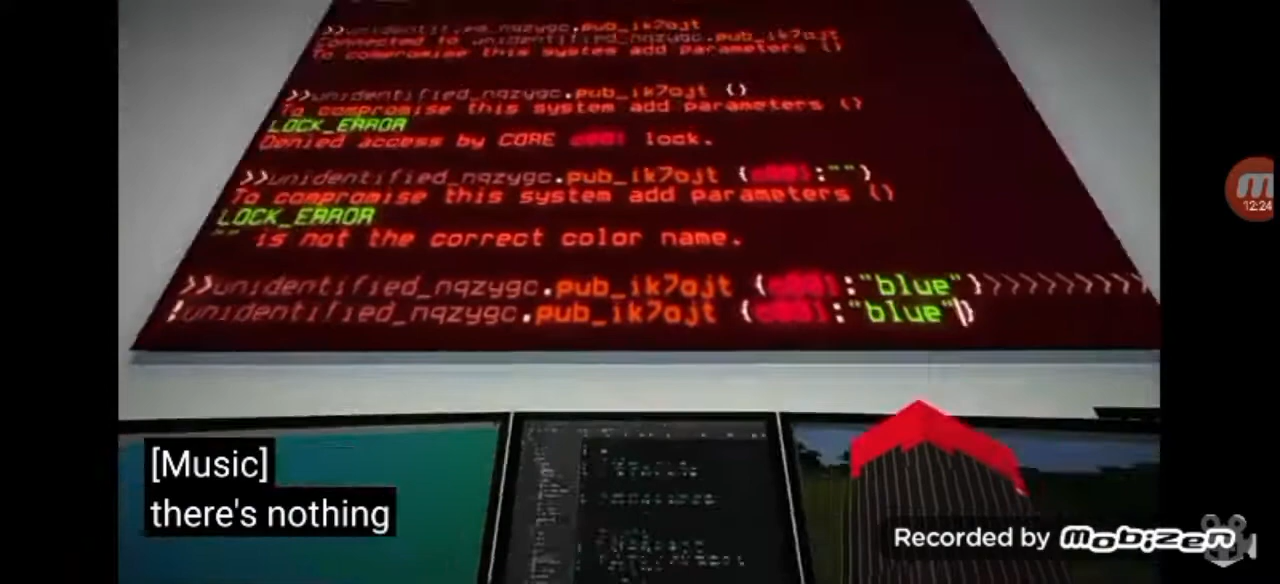 >>unidentified_nqzygc.pub_ik7ojt
Connected to unidentified_nqzygc.pub_ik7ojt
To compromise this system add parameters ()
>>unidentified_nqzygc.pub_ik7ojt ()
To compromise this system add parameters ()
LOCK_ERROR
Denied access by CORE lock.
>>unidentified_nqzygc.pub_ik7ojt { :""}
To compromise this system add parameters ()
LOCK_ERROR
"" is not the correct color name.
>>unidentified_nqzygc.pub_ik7ojt { :"blue"}>>>>>>>>>>
!unidentified_nqzygc.pub_ik7ojt { :"blue"}
[Music]
there's nothing
12:24
Recorded by mobizen